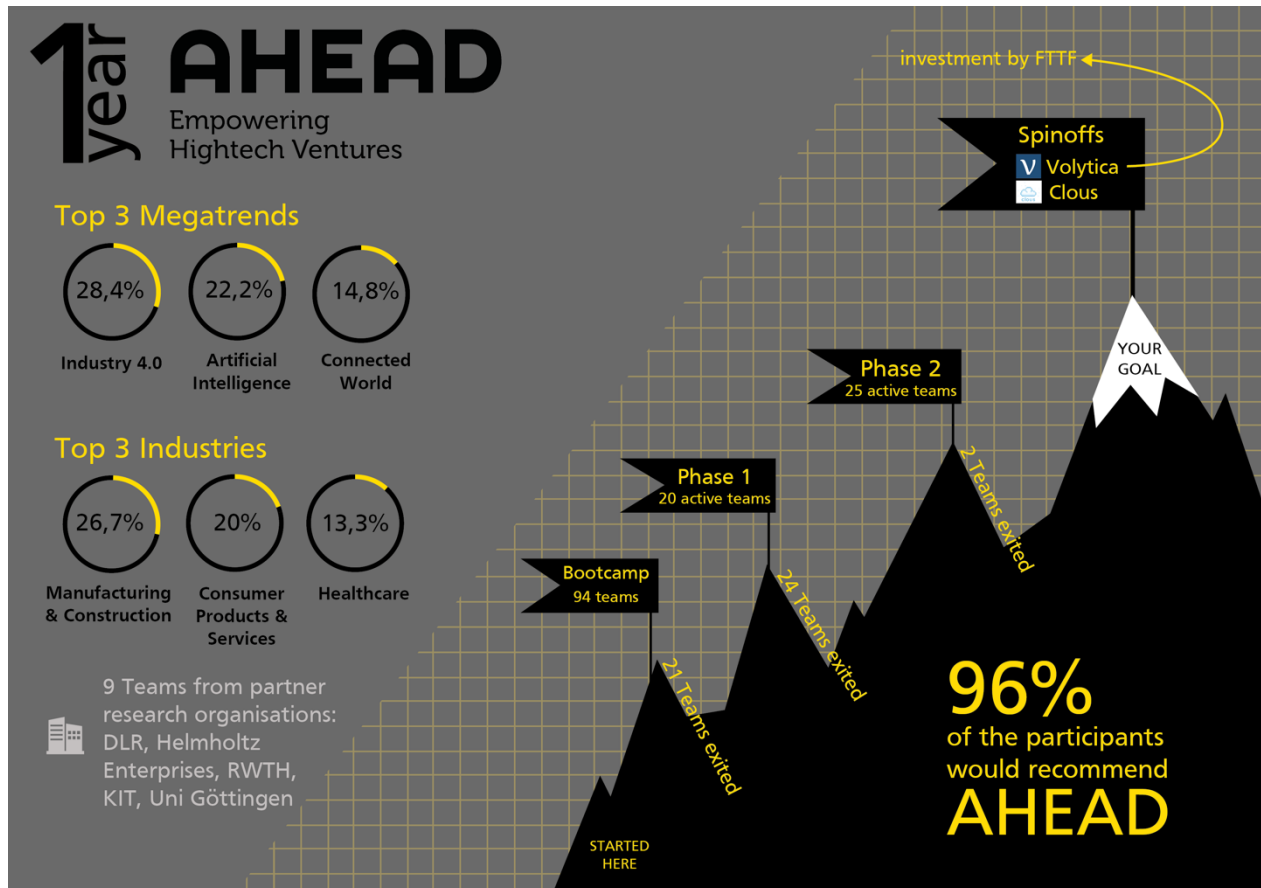 1 year
AHEAD
Empowering
Hightech Ventures
Top 3 Megatrends
28,4%
22,2%
14,8%
Industry 4.0
Artificial
Intelligence
Connected
World
Top 3 Industries
26,7%
20%
13,3%
Manufacturing
& Construction
Consumer
Products &
Services
Healthcare
9 Teams from partner
research organisations:
DLR, Helmholtz
Enterprises, RWTH,
KIT, Uni Göttingen
investment by FTTF
Spinoffs
V Volytica
clous Clous
YOUR
GOAL
Phase 2
25 active teams
2 Teams exited
Phase 1
20 active teams
24 Teams exited
Bootcamp
94 teams
21 Teams exited
STARTED
HERE
96%
of the participants
would recommend
AHEAD